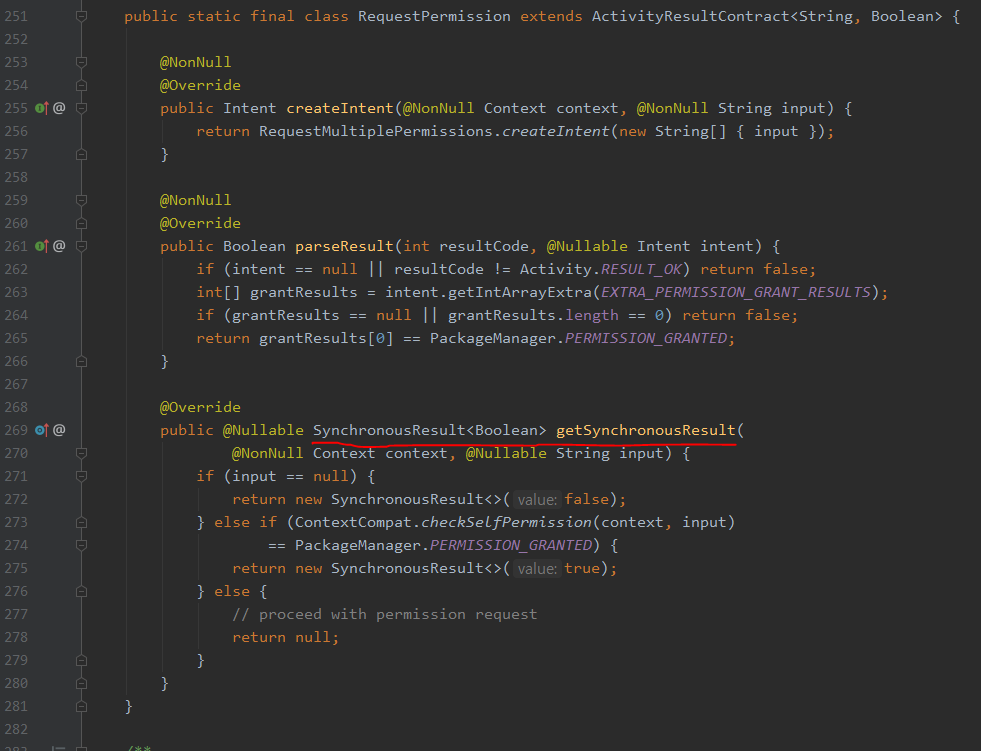 251 public static final class RequestPermission extends ActivityResultContract<String, Boolean> {
252
253 @NonNull
254 @Override
255 @ public Intent createIntent(@NonNull Context context, @NonNull String input) {
256 return RequestMultiplePermissions.createIntent(new String[] { input });
257 }
258
259 @NonNull
260 @Override
261 @ public Boolean parseResult(int resultCode, @Nullable Intent intent) {
262 if (intent == null || resultCode != Activity.RESULT_OK) return false;
263 int[] grantResults = intent.getIntArrayExtra(EXTRA_PERMISSION_GRANT_RESULTS);
264 if (grantResults == null || grantResults.length == 0) return false;
265 return grantResults[0] == PackageManager.PERMISSION_GRANTED;
266 }
267
268 @Override
269 @ public @Nullable SynchronousResult<Boolean> getSynchronousResult(
270 @NonNull Context context, @Nullable String input) {
271 if (input == null) {
272 return new SynchronousResult<>( value: false);
273 } else if (ContextCompat.checkSelfPermission(context, input)
274 == PackageManager.PERMISSION_GRANTED) {
275 return new SynchronousResult<>( value: true);
276 } else {
277 // proceed with permission request
278 return null;
279 }
280 }
281 }
282
/**